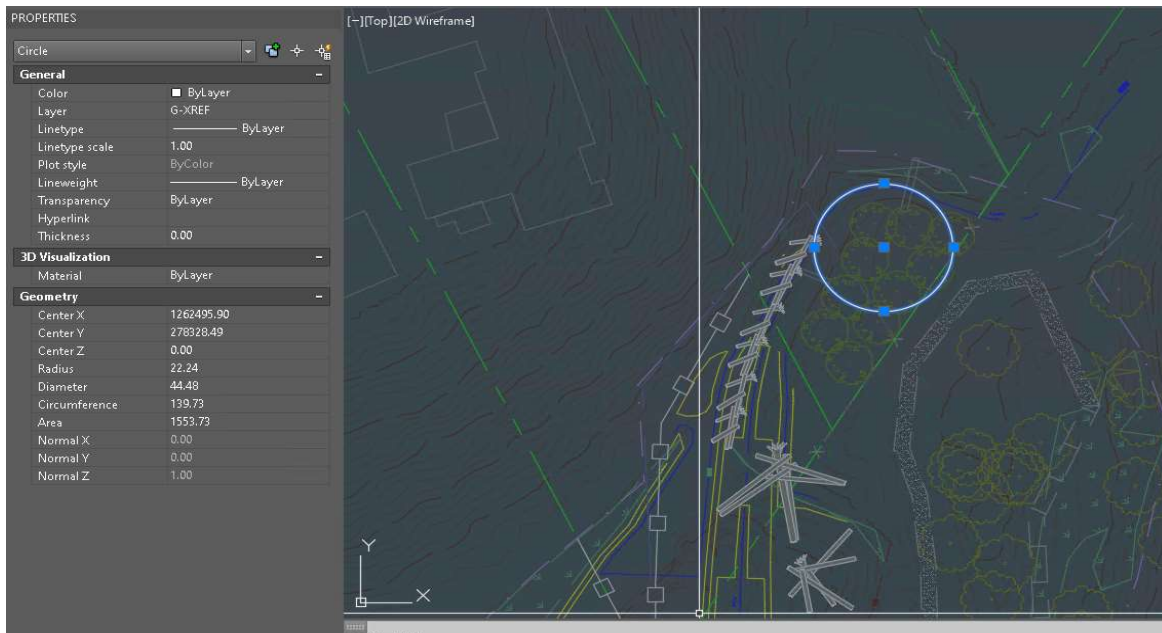 PROPERTIES
Circle
General
Color ByLayer
Layer G-XREF
Linetype ByLayer
Linetype scale 1.00
Plot style ByColor
Lineweight ByLayer
Transparency ByLayer
Hyperlink
Thickness 0.00
3D Visualization
Material ByLayer
Geometry
Center X 1262495.90
Center Y 278328.49
Center Z 0.00
Radius 22.24
Diameter 44.48
Circumference 139.73
Area 1553.73
Normal X 0.00
Normal Y 0.00
Normal Z 1.00
[−][Top][2D Wireframe]
Y
X